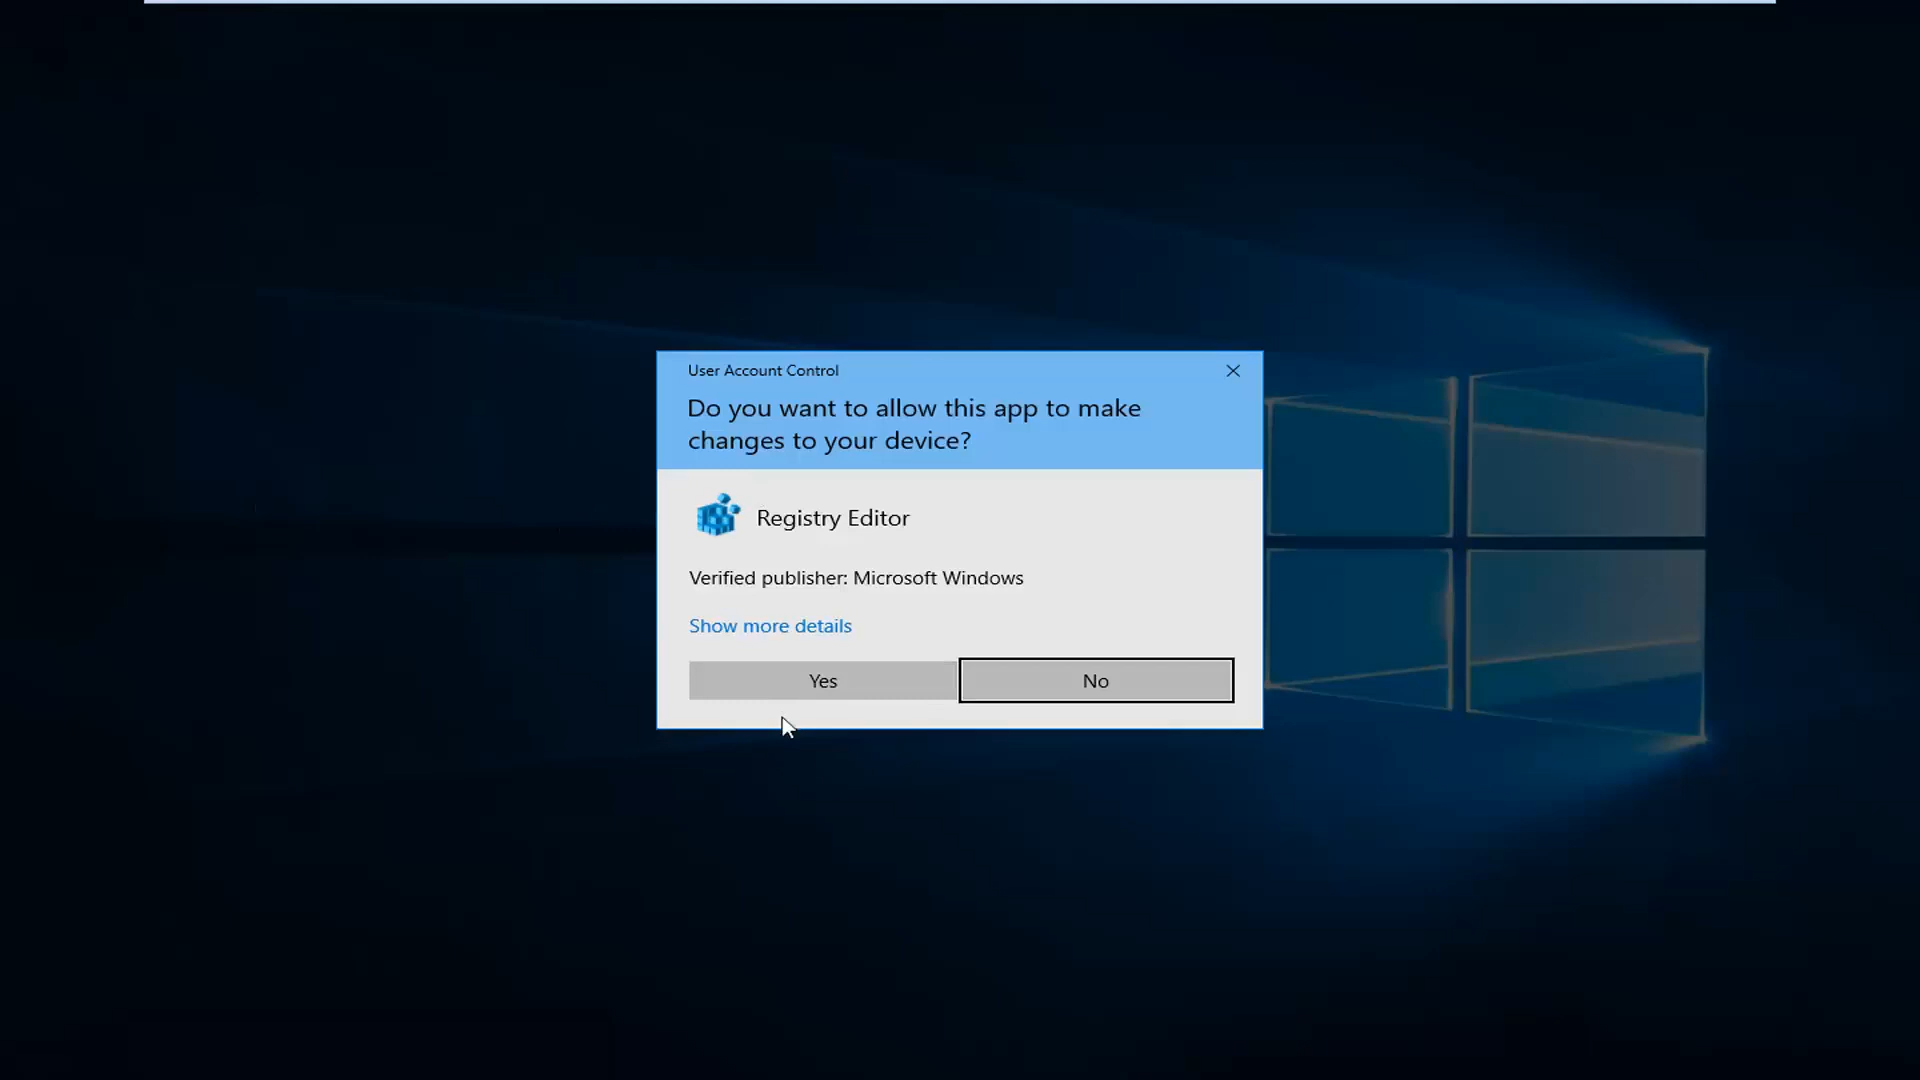 User Account Control
Do you want to allow this app to make
changes to your device?
Registry Editor
Verified publisher: Microsoft Windows
Show more details
Yes
No